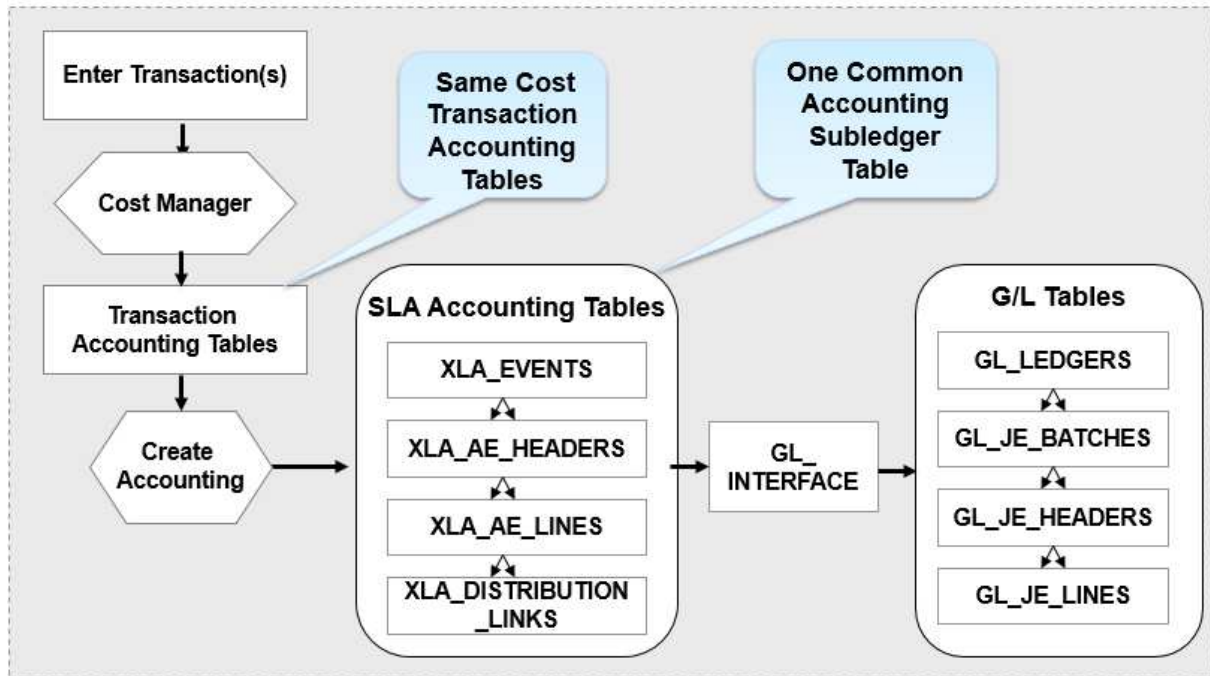 Enter Transaction(s)
Cost Manager
Transaction
Accounting Tables
Create
Accounting
Same Cost
Transaction
Accounting
Tables
One Common
Accounting
Subledger
Table
SLA Accounting Tables
XLA_EVENTS
XLA_AE_HEADERS
XLA_AE_LINES
XLA_DISTRIBUTION
_LINKS
GL_
INTERFACE
G/L Tables
GL_LEDGERS
GL_JE_BATCHES
GL_JE_HEADERS
GL_JE_LINES